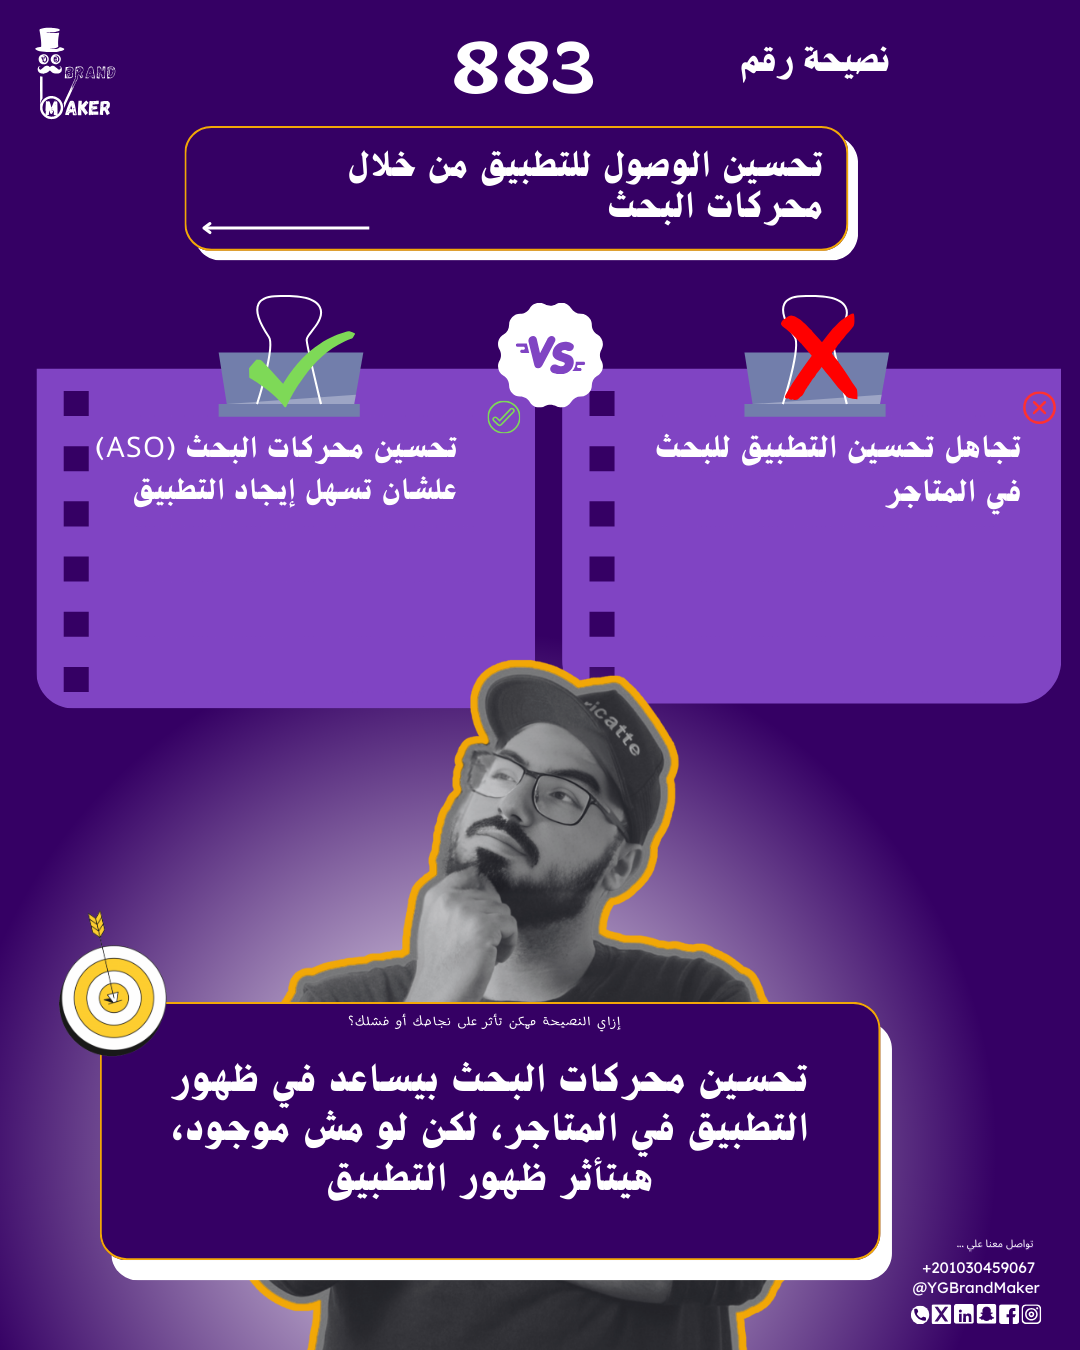 BRAND
MAKER
نصيحة رقم
883
تحسين الوصول للتطبيق من خلال
محركات البحث
VS
تجاهل تحسين التطبيق للبحث
في المتاجر
تحسين محركات البحث (ASO)
علشان تسهل إيجاد التطبيق
icatte
إزاي النصيحة ميكن تأثر على نجاحك أو فشلك؟
تحسين محركات البحث بيساعد في ظهور
التطبيق في المتاجر، لكن لو مش موجود،
هيتأثر ظهور التطبيق
تواصل معنا علي ...
+201030459067
@YGBrandMaker